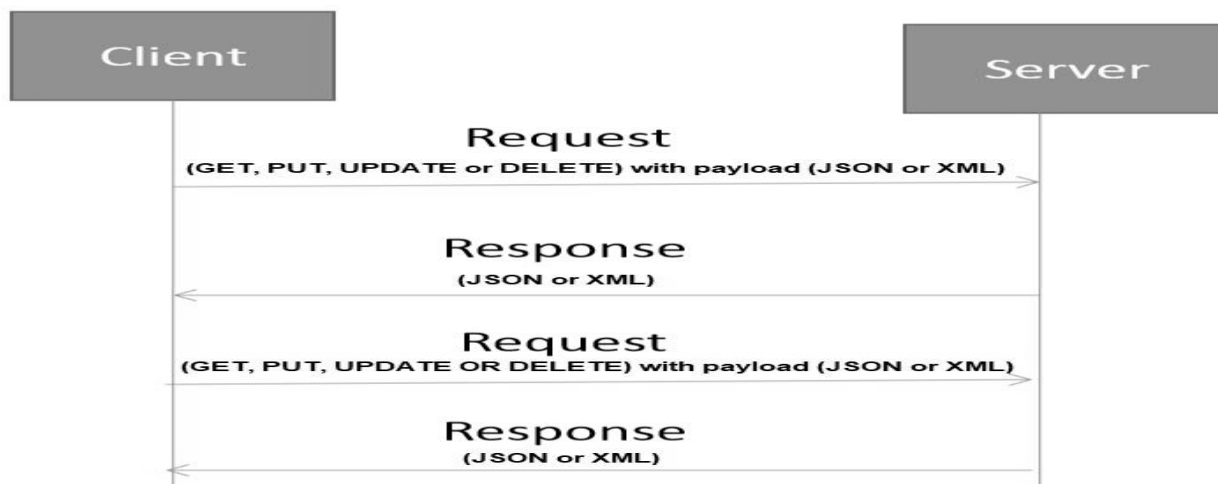 Client
Server
Request
(GET, PUT, UPDATE or DELETE) with payload (JSON or XML)
Response
(JSON or XML)
Request
(GET, PUT, UPDATE OR DELETE) with payload (JSON or XML)
Response
(JSON or XML)